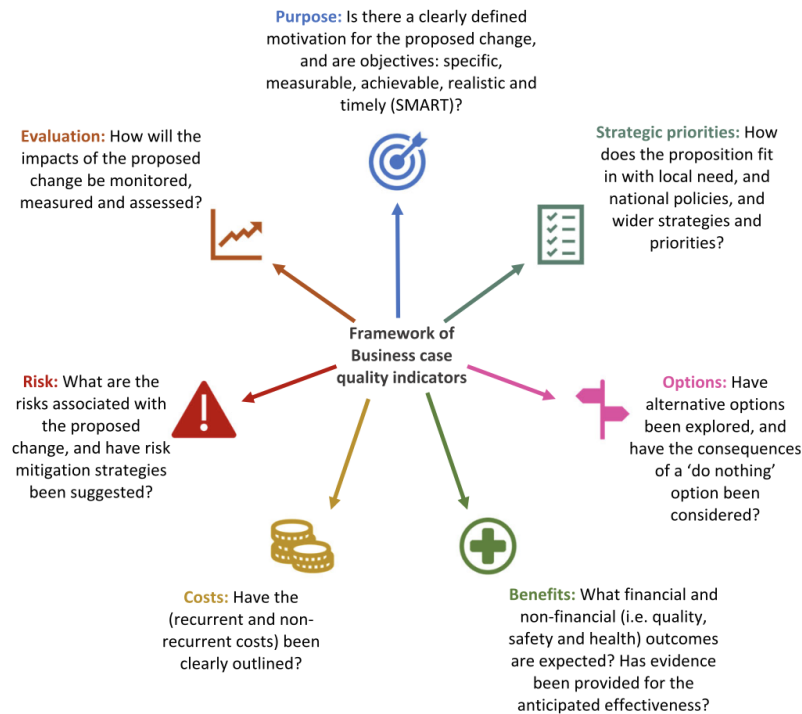 Purpose: Is there a clearly defined
motivation for the proposed change,
and are objectives: specific,
measurable, achievable, realistic and
timely (SMART)?
Evaluation: How will the
impacts of the proposed
change be monitored,
measured and assessed?
Strategic priorities: How
does the proposition fit
in with local need, and
national policies, and
wider strategies and
priorities?
Framework of
Business case
quality indicators
Risk: What are the
risks associated with
the proposed
change, and have risk
mitigation strategies
been suggested?
Options: Have
alternative options
been explored, and
have the consequences
of a ‘do nothing’
option been
considered?
Costs: Have the
(recurrent and non-
recurrent costs) been
clearly outlined?
Benefits: What financial and
non-financial (i.e. quality,
safety and health) outcomes
are expected? Has evidence
been provided for the
anticipated effectiveness?